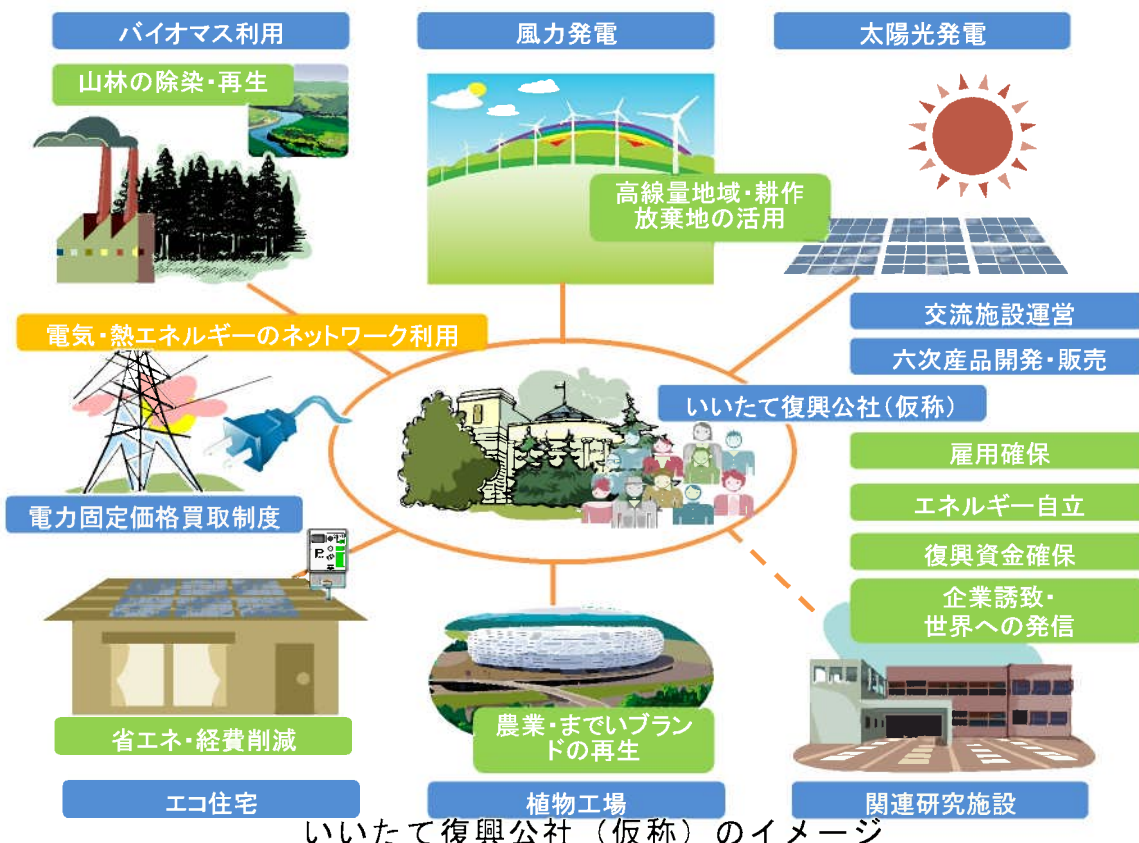 バイオマス利用
風力発電
太陽光発電
山林の除染・再生
高線量地域・耕作
放棄地の活用
交流施設運営
電気・熱エネルギーのネットワーク利用
六次産品開発・販売
いいたて復興公社(仮称)
雇用確保
エネルギー自立
電力固定価格買取制度
復興資金確保
企業誘致・
世界への発信
省エネ・経費削減
農業・までいブラン
ドの再生
エコ住宅
植物工場
関連研究施設
いいたて復興公社（仮称）のイメージ